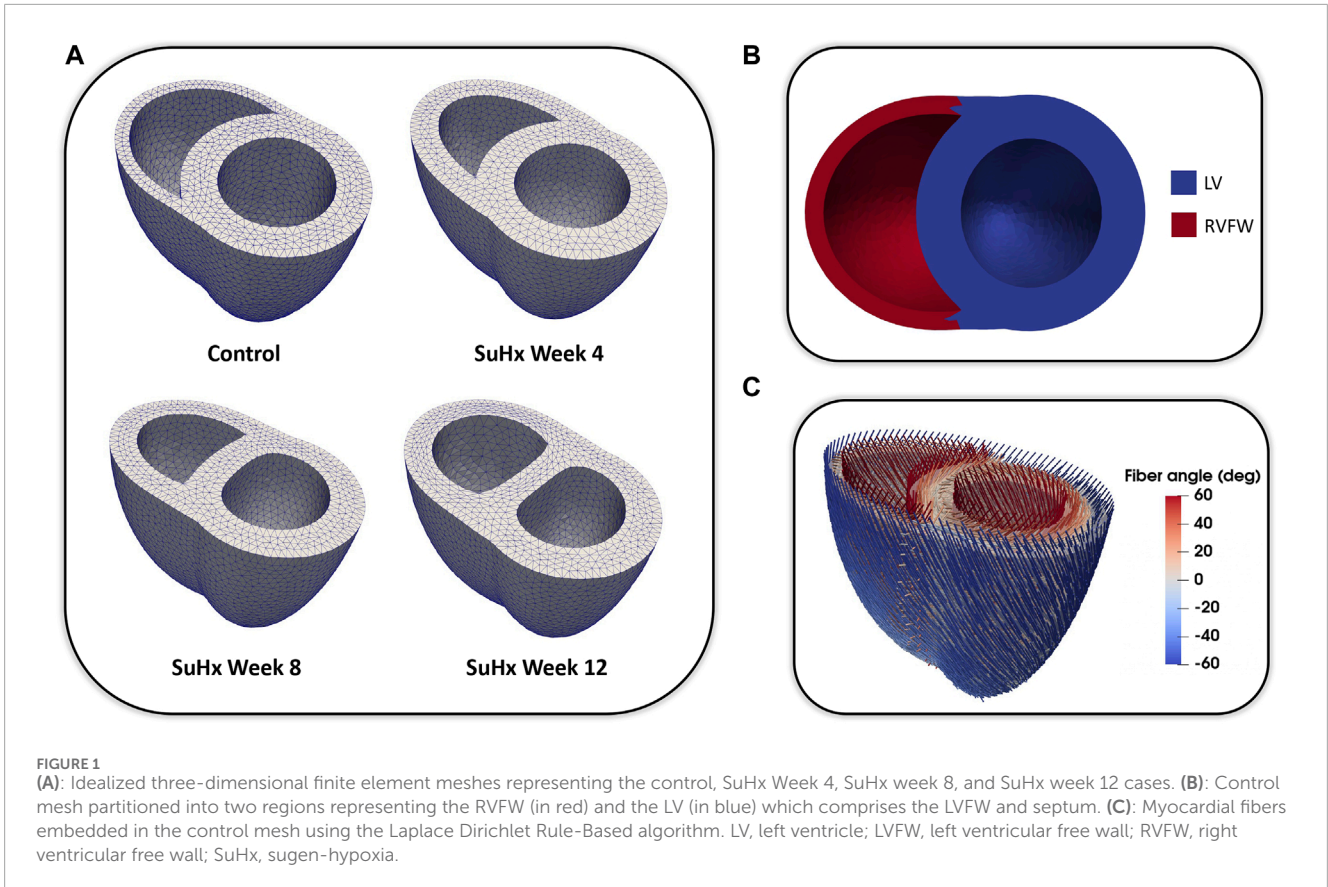 A
Control
SuHx Week 4
SuHx Week 8
SuHx Week 12
B
LV
RVFW
C
Fiber angle (deg)
60
40
20
0
-20
-40
-60
FIGURE 1
(A): Idealized three-dimensional finite element meshes representing the control, SuHx Week 4, SuHx week 8, and SuHx week 12 cases. (B): Control
mesh partitioned into two regions representing the RVFW (in red) and the LV (in blue) which comprises the LVFW and septum. (C): Myocardial fibers
embedded in the control mesh using the Laplace Dirichlet Rule-Based algorithm. LV, left ventricle; LVFW, left ventricular free wall; RVFW, right
ventricular free wall; SuHx, sugen-hypoxia.